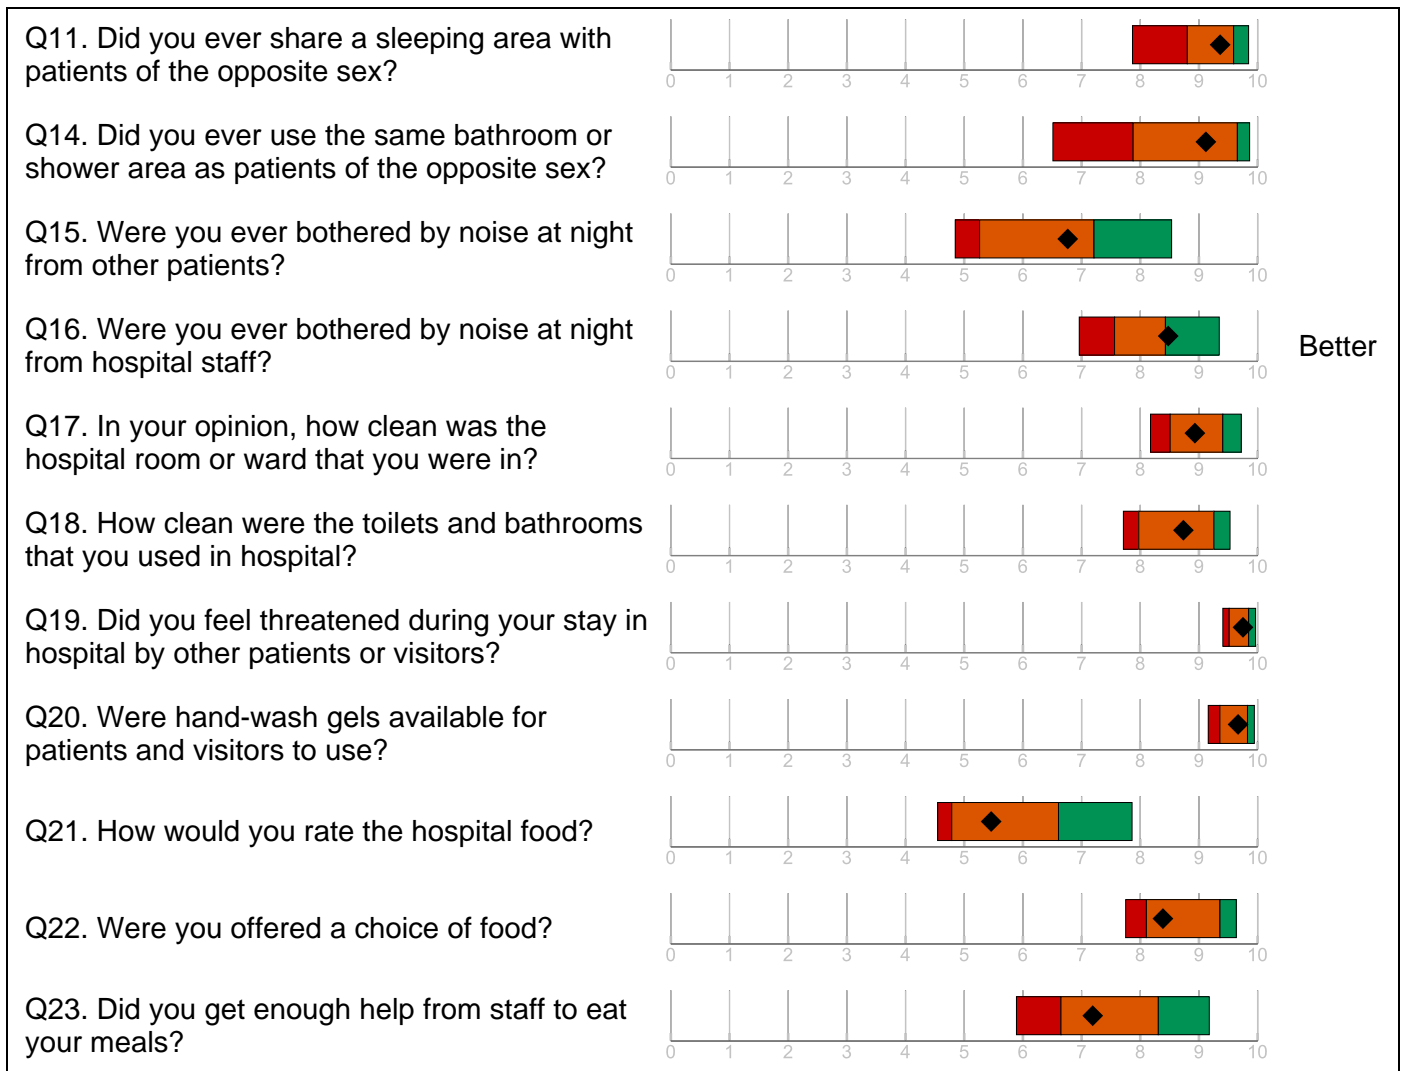 Q11. Did you ever share a sleeping area with
patients of the opposite sex?
0 1 2 3 4 5 6 7 8 9 10
Q14. Did you ever use the same bathroom or
shower area as patients of the opposite sex?
0 1 2 3 4 5 6 7 8 9 10
Q15. Were you ever bothered by noise at night
from other patients?
0 1 2 3 4 5 6 7 8 9 10
Q16. Were you ever bothered by noise at night
from hospital staff?
Better
0 1 2 3 4 5 6 7 8 9 10
Q17. In your opinion, how clean was the
hospital room or ward that you were in?
0 1 2 3 4 5 6 7 8 9 10
Q18. How clean were the toilets and bathrooms
that you used in hospital?
0 1 2 3 4 5 6 7 8 9 10
Q19. Did you feel threatened during your stay in
hospital by other patients or visitors?
0 1 2 3 4 5 6 7 8 9 10
Q20. Were hand-wash gels available for
patients and visitors to use?
0 1 2 3 4 5 6 7 8 9 10
Q21. How would you rate the hospital food?
0 1 2 3 4 5 6 7 8 9 10
Q22. Were you offered a choice of food?
0 1 2 3 4 5 6 7 8 9 10
Q23. Did you get enough help from staff to eat
your meals?
0 1 2 3 4 5 6 7 8 9 10